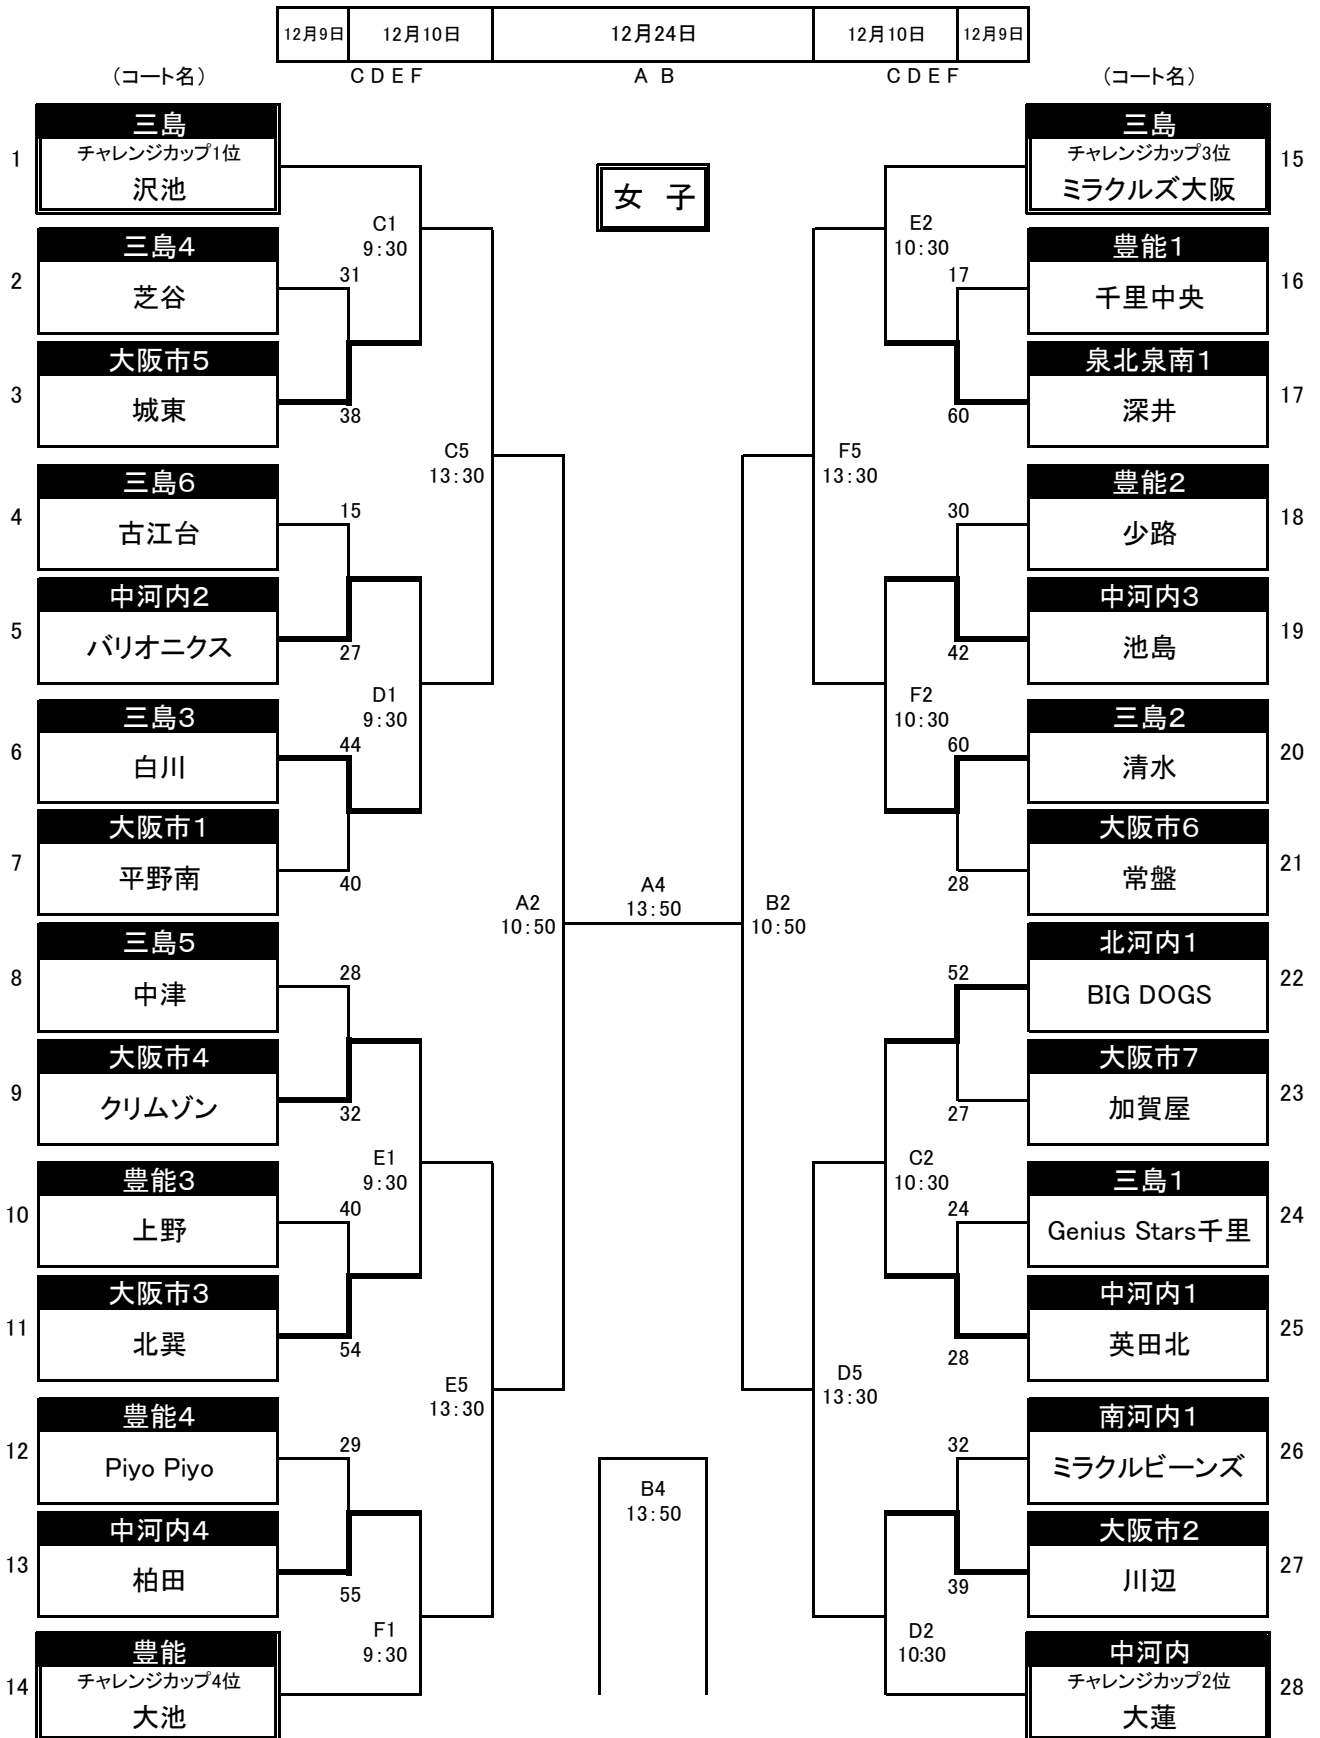 12月9日 12月10日 12月24日 12月10日 12月9日
（コート名） C D E F A B C D E F （コート名）
女 子
1
三島
チャレンジカップ1位
沢池
C1
9:30
2
三島4
芝谷
31
3
大阪市5
城東
38
C5
13:30
4
三島6
古江台
15
5
中河内2
バリオニクス
27
D1
9:30
6
三島3
白川
44
7
大阪市1
平野南
40
A2
10:50
8
三島5
中津
28
9
大阪市4
クリムゾン
32
E1
9:30
10
豊能3
上野
40
11
大阪市3
北巽
54
E5
13:30
12
豊能4
Piyo Piyo
29
13
中河内4
柏田
55
F1
9:30
14
豊能
チャレンジカップ4位
大池
A4
13:50
B4
13:50
三島
チャレンジカップ3位
ミラクルズ大阪
15
E2
10:30
17
豊能1
千里中央
16
泉北泉南1
深井
17
60
F5
13:30
30
豊能2
少路
18
中河内3
池島
19
42
F2
10:30
60
三島2
清水
20
大阪市6
常盤
21
28
B2
10:50
52
北河内1
BIG DOGS
22
大阪市7
加賀屋
23
27
C2
10:30
24
三島1
Genius Stars千里
24
中河内1
英田北
25
28
D5
13:30
32
南河内1
ミラクルビーンズ
26
大阪市2
川辺
27
39
D2
10:30
中河内
チャレンジカップ2位
大蓮
28